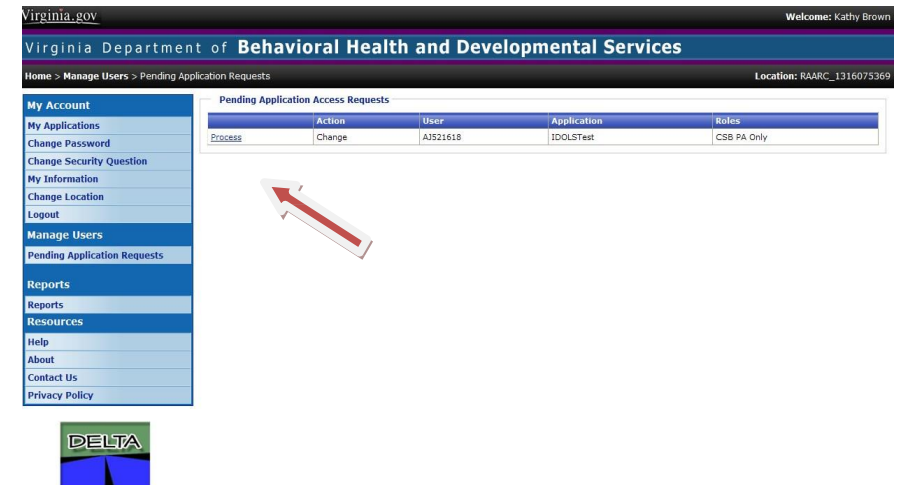 Virginia.gov
Welcome: Kathy Brown
Virginia Department of Behavioral Health and Developmental Services
Home > Manage Users > Pending Application Requests
Location: RAARC_1316075369
My Account
My Applications
Change Password
Change Security Question
My Information
Change Location
Logout
Manage Users
Pending Application Requests
Reports
Reports
Resources
Help
About
Contact Us
Privacy Policy
DELTA
Pending Application Access Requests
Action User Application Roles
Process Change AJ521618 IDOLSTest CSB PA Only